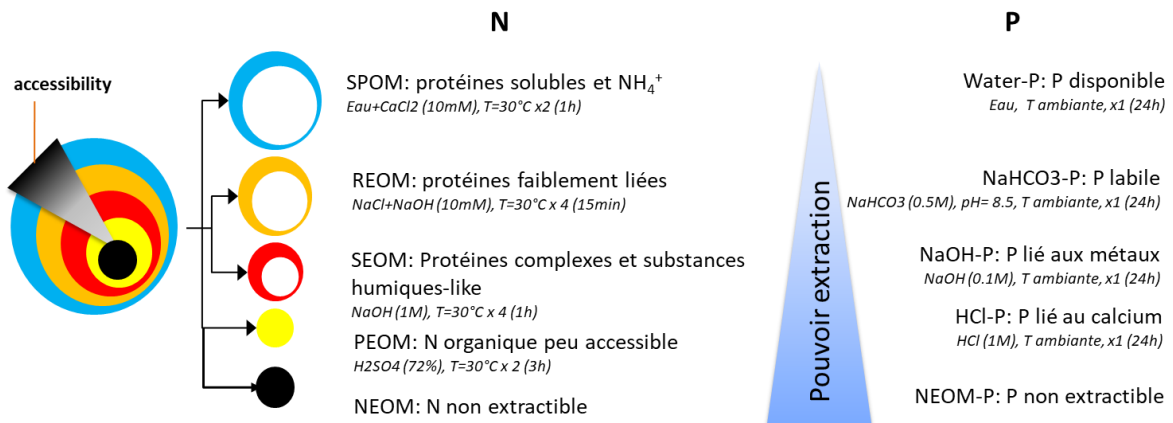 N
P
accessibility
SPOM: protéines solubles et NH₄⁺
Eau+CaCl2 (10mM), T=30°C x2 (1h)
REOM: protéines faiblement liées
NaCl+NaOH (10mM), T=30°C x 4 (15min)
SEOM: Protéines complexes et substances
humiques-like
NaOH (1M), T=30°C x 4 (1h)
PEOM: N organique peu accessible
H2SO4 (72%), T=30°C x 2 (3h)
NEOM: N non extractible
Pouvoir extraction
Water-P: P disponible
Eau, T ambiante, x1 (24h)
NaHCO3-P: P labile
NaHCO3 (0.5M), pH= 8.5, T ambiante, x1 (24h)
NaOH-P: P lié aux métaux
NaOH (0.1M), T ambiante, x1 (24h)
HCl-P: P lié au calcium
HCl (1M), T ambiante, x1 (24h)
NEOM-P: P non extractible